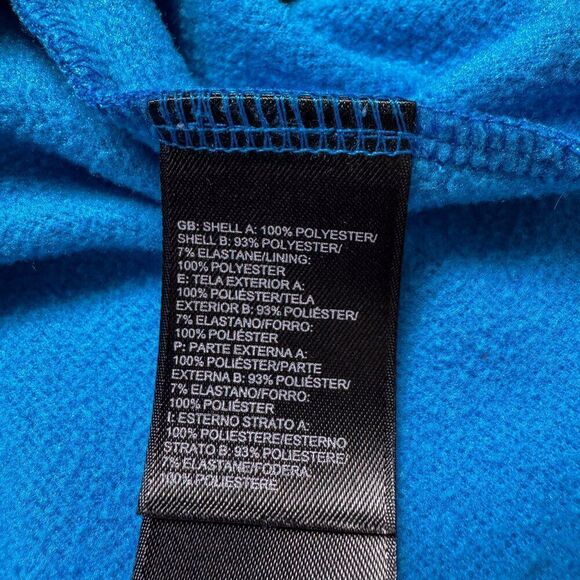 GB: SHELL A: 100% POLYESTER/
SHELL B: 93% POLYESTER/
7% ELASTANE/LINING:
100% POLYESTER
E: TELA EXTERIOR A:
100% POLIÉSTER/TELA
EXTERIOR B: 93% POLIÉSTER/
7% ELASTANO/FORRO:
100% POLIÉSTER
P: PARTE EXTERNA A:
100% POLIÉSTER/PARTE
EXTERNA B: 93% POLIÉSTER/
7% ELASTANO/FORRO:
100% POLIÉSTER
I: ESTERNO STRATO A:
100% POLIESTERE/ESTERNO
STRATO B: 93% POLIESTERE/
7% ELASTANE/FODERA:
100% POLIESTERE